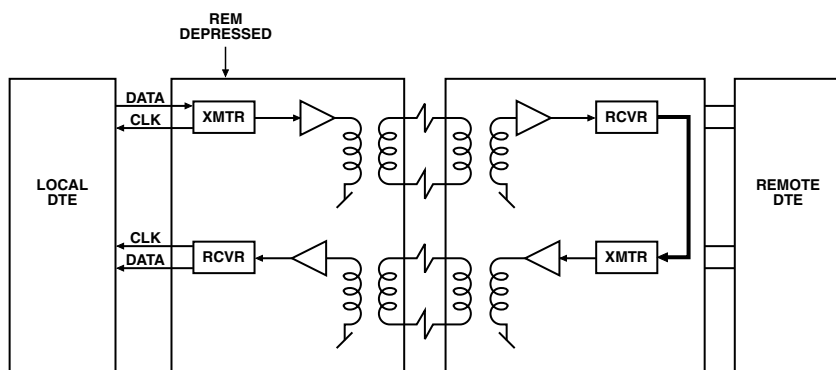 REM
DEPRESSED
DATA
XMTR
CLK
RCVR
LOCAL
DTE
REMOTE
DTE
CLK
RCVR
DATA
XMTR